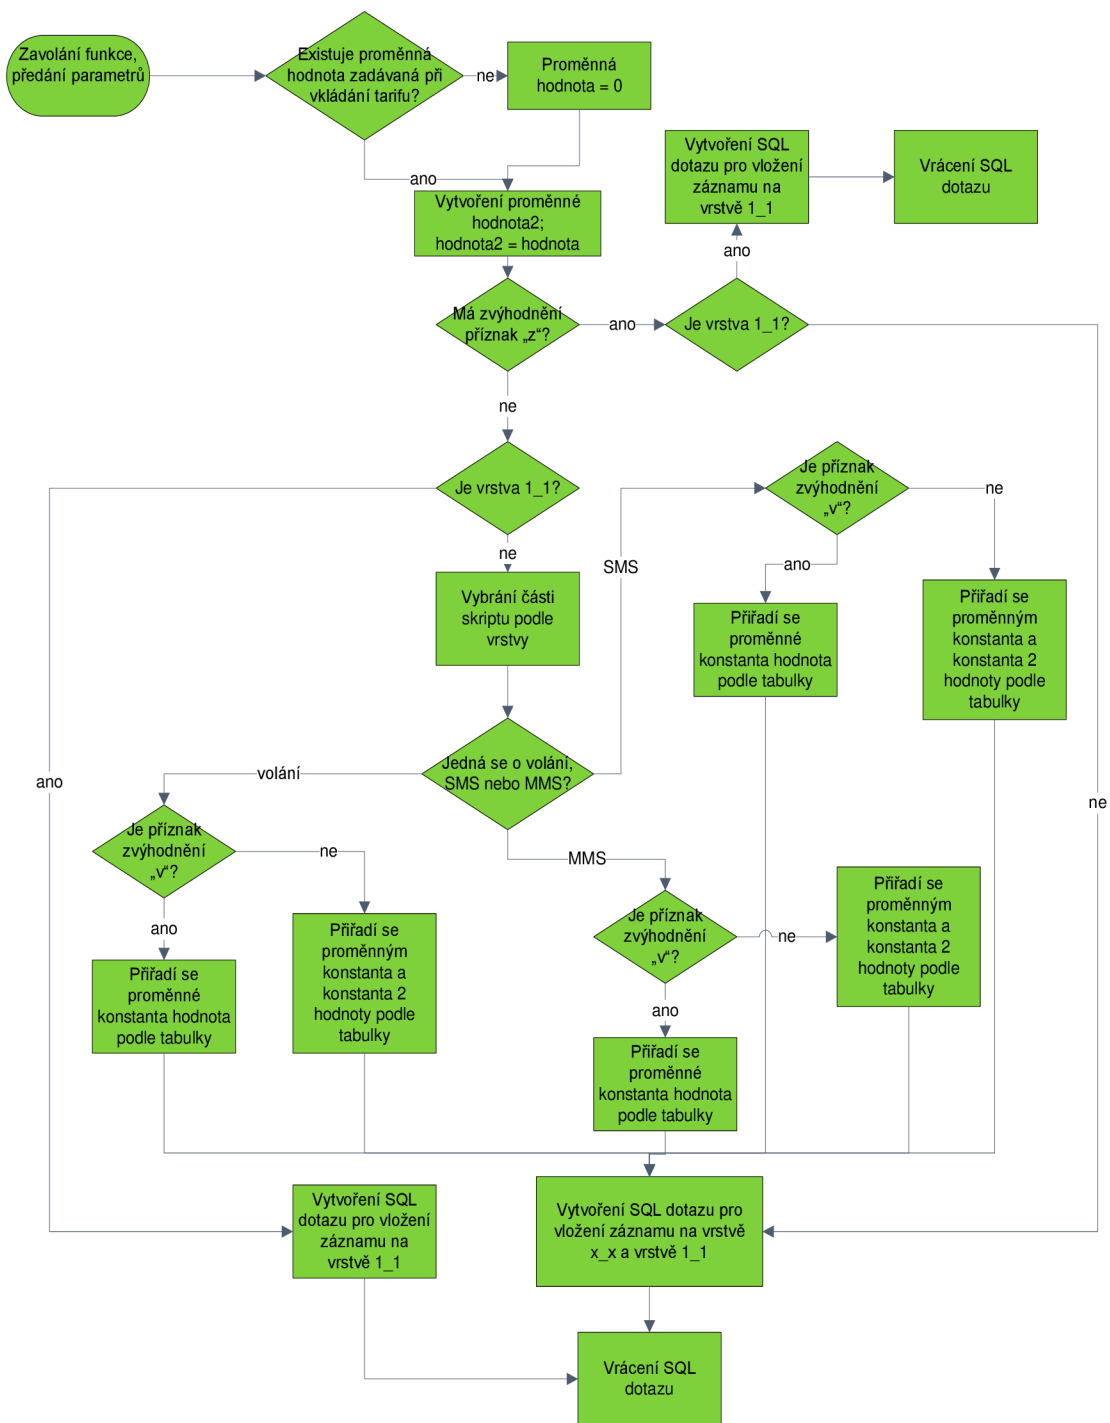 Zavolání funkce,
předání parametrů
Existuje proměnná
hodnota zadávaná při
vkládání tarifu?
ne
Proměnná
hodnota = 0
ano
Vytvoření proměnné
hodnota2;
hodnota2 = hodnota
Vytvoření SQL
dotazu pro vložení
záznamu na
vrstvě 1_1
Vrácení SQL
dotazu
ano
Má zvýhodnění
příznak „z“?
ano
Je vrstva 1_1?
ne
ne
Je vrstva 1_1?
ano
ne
Vybrání části
skriptu podle
vrstvy
SMS
Je příznak
zvýhodnění
„v“?
ne
ano
Přiřadí se
proměnné
konstanta hodnota
podle tabulky
Přiřadí se
proměnným
konstanta a
konstanta 2
hodnoty podle
tabulky
Jedná se o volání,
SMS nebo MMS?
volání
Je příznak
zvýhodnění
„v“?
ne
ano
Přiřadí se
proměnné
konstanta hodnota
podle tabulky
Přiřadí se
proměnným
konstanta a
konstanta 2
hodnoty podle
tabulky
MMS
Je příznak
zvýhodnění
„v“?
ne
Přiřadí se
proměnným
konstanta a
konstanta 2
hodnoty podle
tabulky
ano
Přiřadí se
proměnné
konstanta hodnota
podle tabulky
Vytvoření SQL
dotazu pro vložení
záznamu na
vrstvě 1_1
Vytvoření SQL dotazu pro
vložení záznamu na vrstvě
x_x a vrstvě 1_1
Vrácení SQL
dotazu